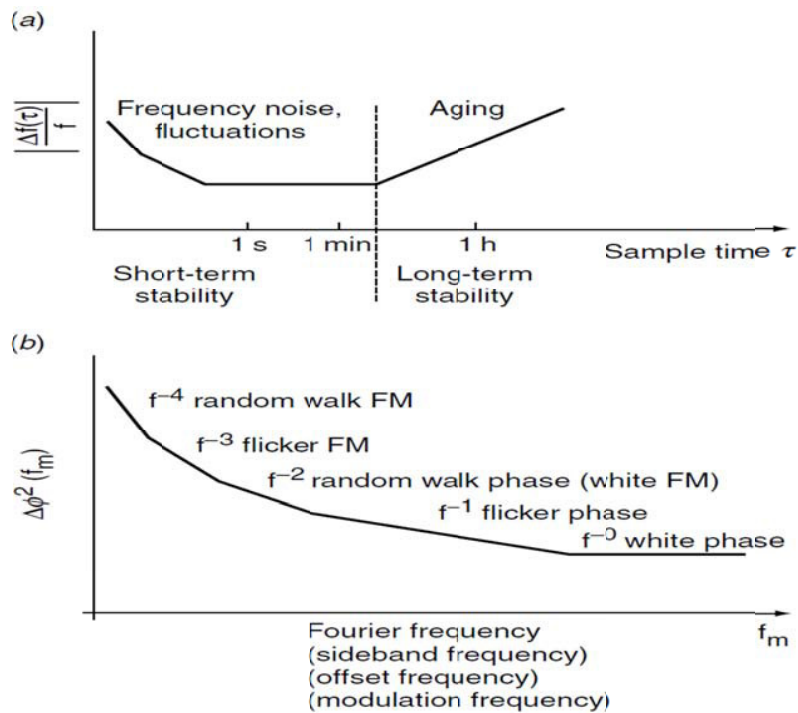 (a)
|Δf(τ)/f|
Frequency noise,
fluctuations
Aging
1 s
1 min
1 h
Sample time τ
Short-term
stability
Long-term
stability
(b)
Δϕ² (fₘ)
f⁻⁴ random walk FM
f⁻³ flicker FM
f⁻² random walk phase (white FM)
f⁻¹ flicker phase
f⁻⁰ white phase
fₘ
Fourier frequency
(sideband frequency)
(offset frequency)
(modulation frequency)